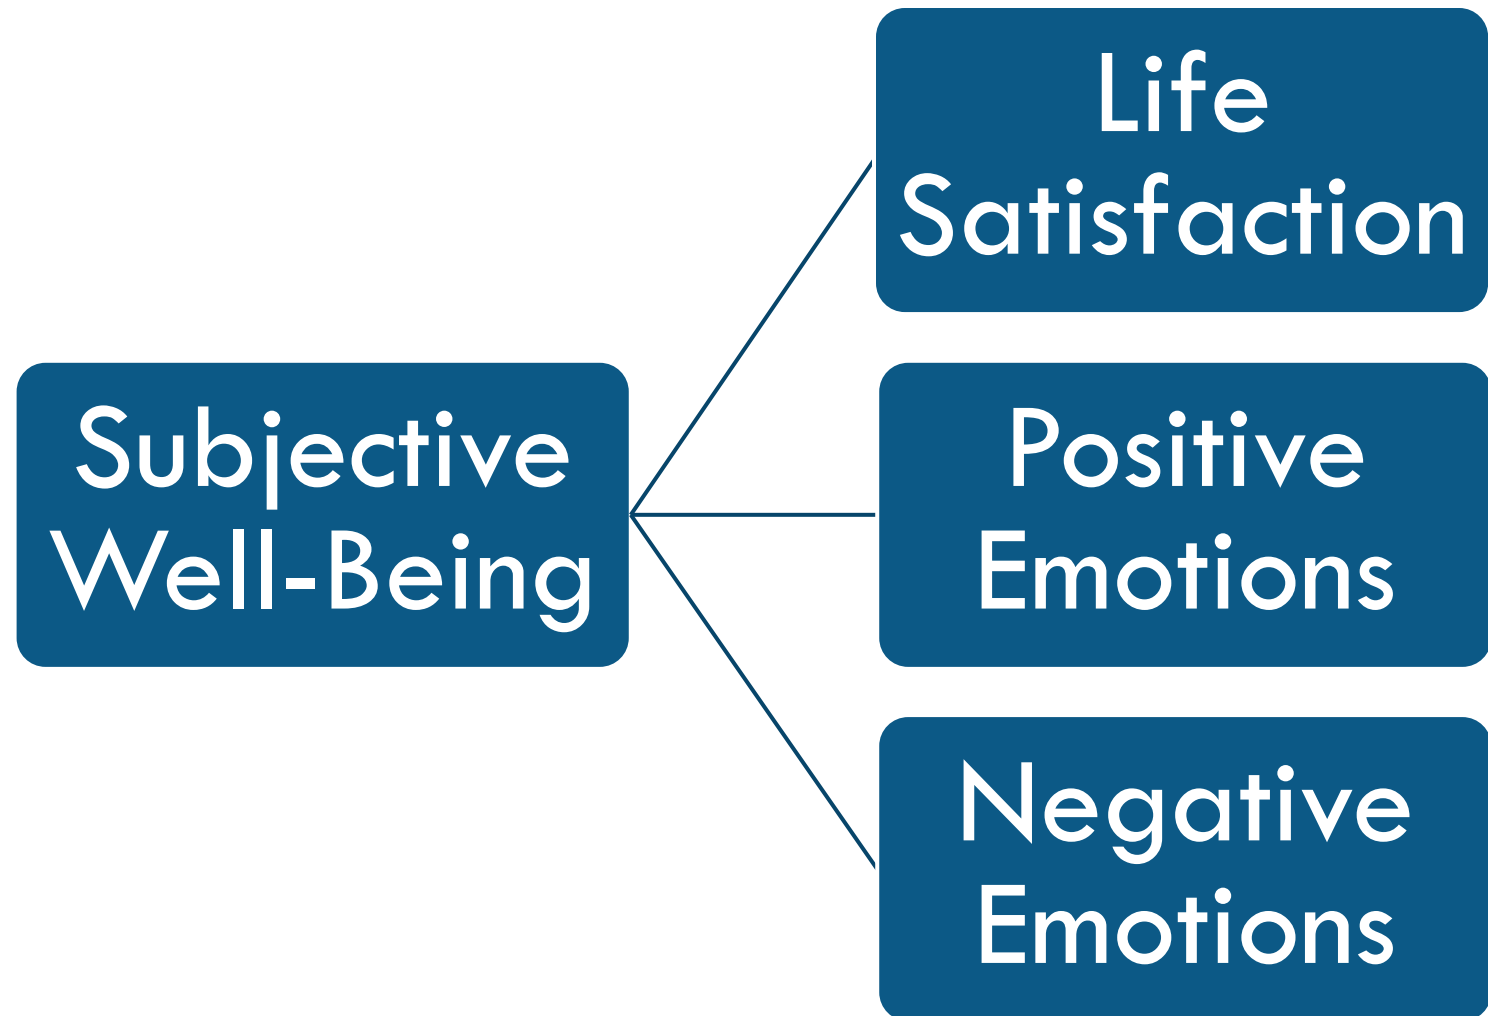 Life
Satisfaction
Subjective
Well-Being
Positive
Emotions
Negative
Emotions